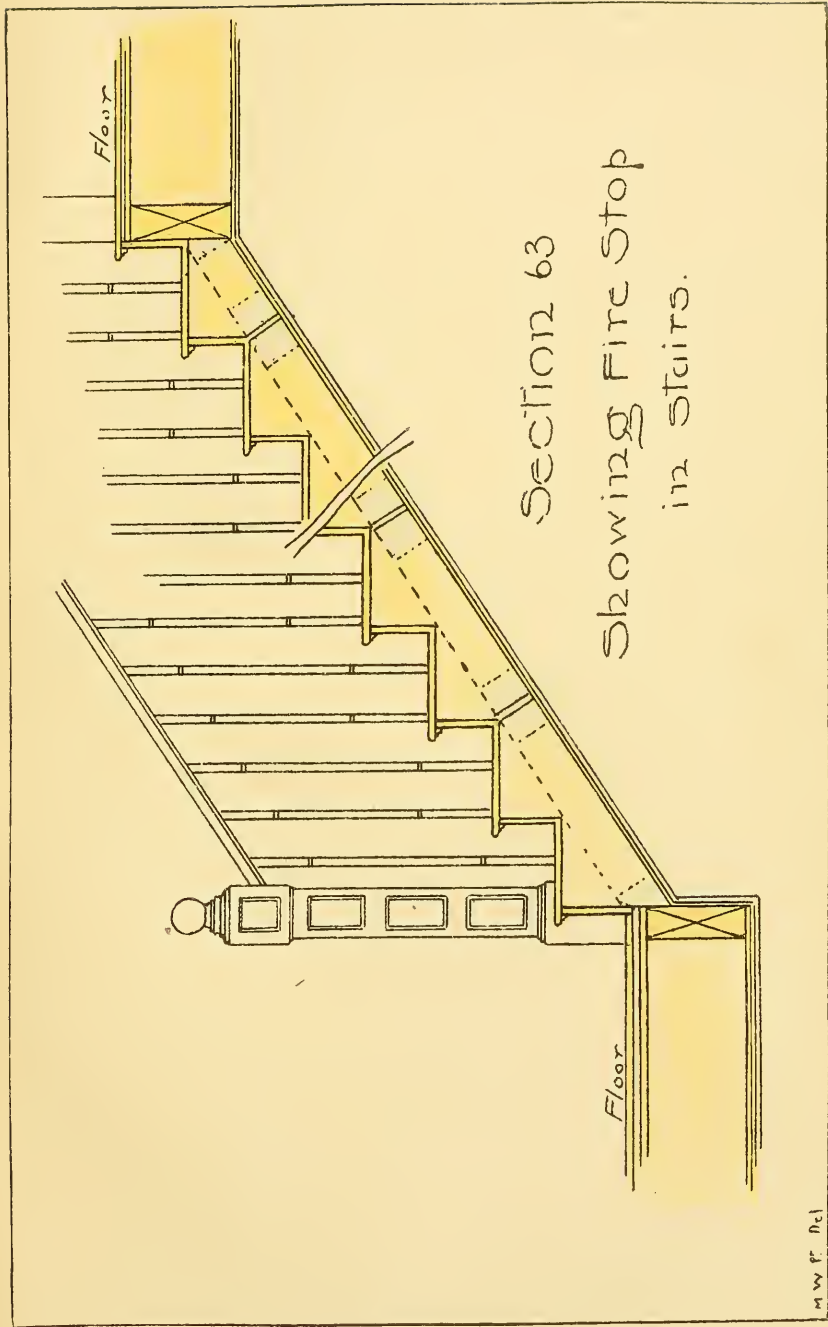 Floor
Section 63
Showing Fire Stop
in Stairs.
Floor
M W P. Del